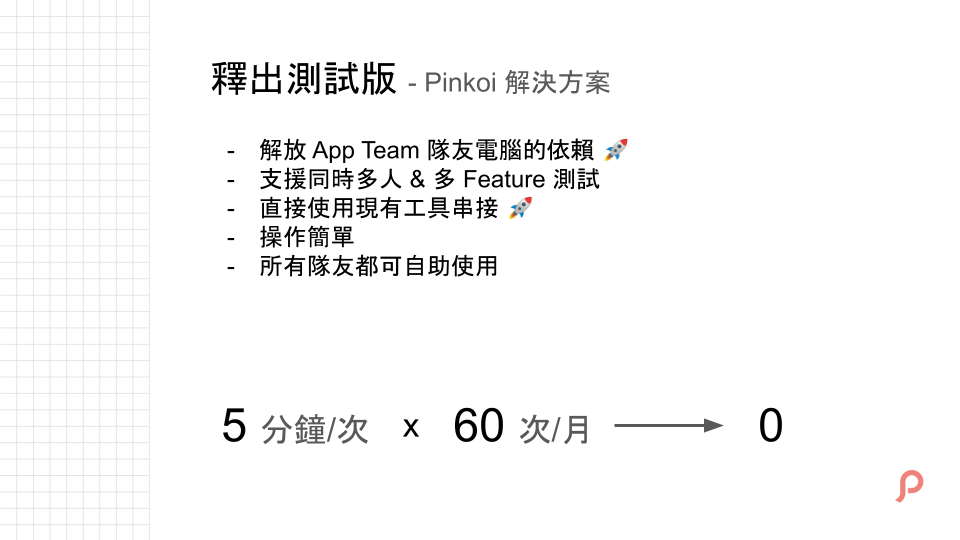 釋出測試版 - Pinkoi 解決方案
- 解放 App Team 隊友電腦的依賴 🚀
- 支援同時多人 & 多 Feature 測試
- 直接使用現有工具串接 🚀
- 操作簡單
- 所有隊友都可自助使用
5 分鐘/次 x 60 次/月 → 0